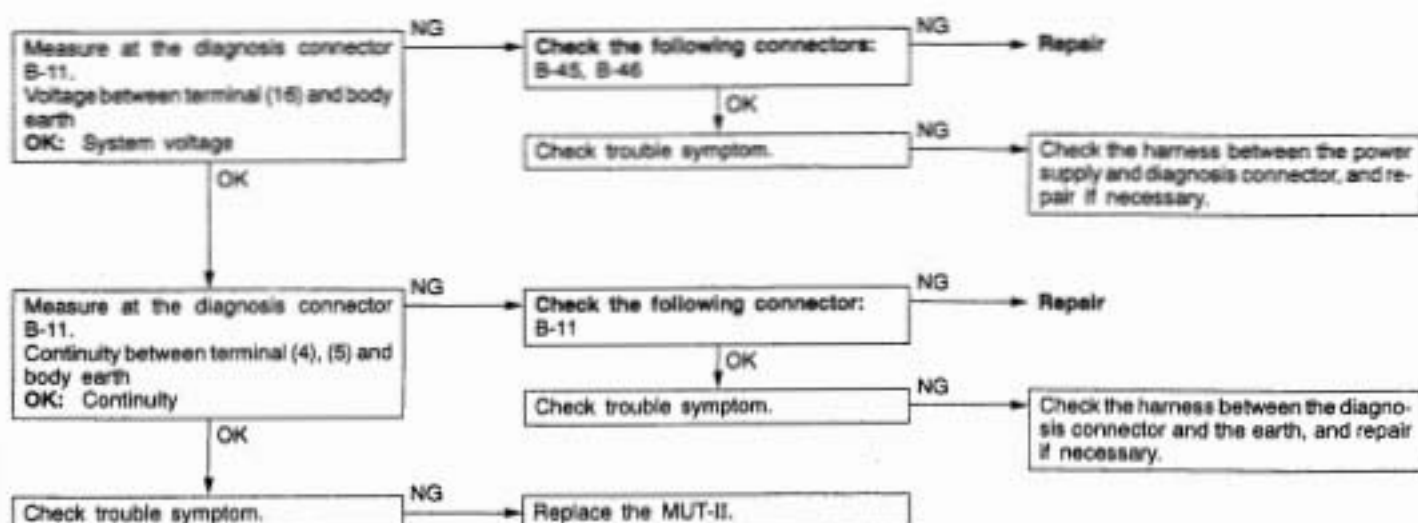 Measure at the diagnosis connector
B-11.
Voltage between terminal (16) and body
earth
OK: System voltage
NG
Check the following connectors:
B-45, B-46
NG
Repair
OK
Check trouble symptom.
NG
Check the harness between the power
supply and diagnosis connector, and re-
pair if necessary.
OK
Measure at the diagnosis connector
B-11.
Continuity between terminal (4), (5) and
body earth
OK: Continuity
NG
Check the following connector:
B-11
NG
Repair
OK
Check trouble symptom.
NG
Check the harness between the diagno-
sis connector and the earth, and repair
if necessary.
OK
Check trouble symptom.
NG
Replace the MUT-II.